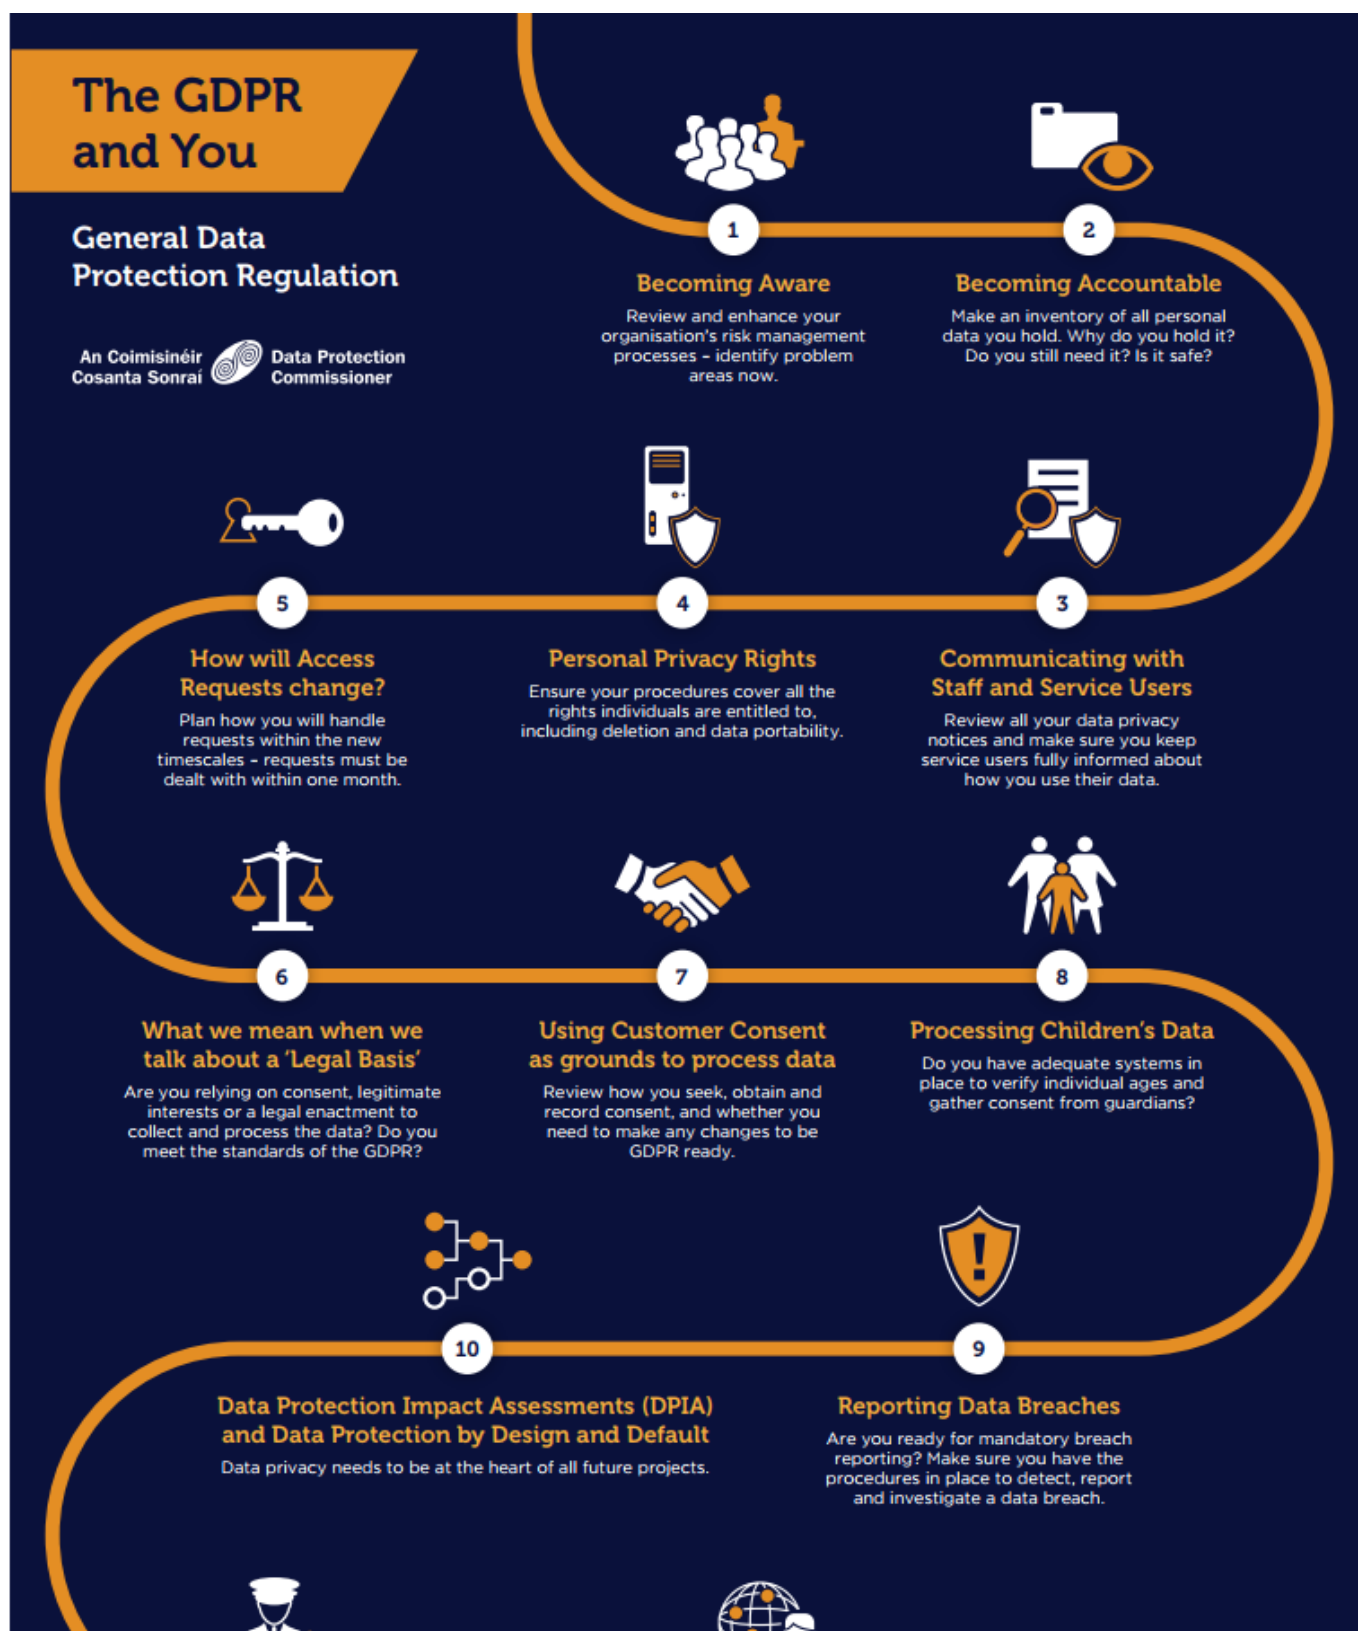 The GDPR
and You
General Data
Protection Regulation
An Coimisinéir
Cosanta Sonraí
Data Protection
Commissioner
1
Becoming Aware
Review and enhance your
organisation's risk management
processes – identify problem
areas now.
2
Becoming Accountable
Make an inventory of all personal
data you hold. Why do you hold it?
Do you still need it? Is it safe?
3
Communicating with
Staff and Service Users
Review all your data privacy
notices and make sure you keep
service users fully informed about
how you use their data.
4
Personal Privacy Rights
Ensure your procedures cover all the
rights individuals are entitled to,
including deletion and data portability.
5
How will Access
Requests change?
Plan how you will handle
requests within the new
timescales – requests must be
dealt with within one month.
6
What we mean when we
talk about a 'Legal Basis'
Are you relying on consent, legitimate
interests or a legal enactment to
collect and process the data? Do you
meet the standards of the GDPR?
7
Using Customer Consent
as grounds to process data
Review how you seek, obtain and
record consent, and whether you
need to make any changes to be
GDPR ready.
8
Processing Children's Data
Do you have adequate systems in
place to verify individual ages and
gather consent from guardians?
9
Reporting Data Breaches
Are you ready for mandatory breach
reporting? Make sure you have the
procedures in place to detect, report
and investigate a data breach.
10
Data Protection Impact Assessments (DPIA)
and Data Protection by Design and Default
Data privacy needs to be at the heart of all future projects.